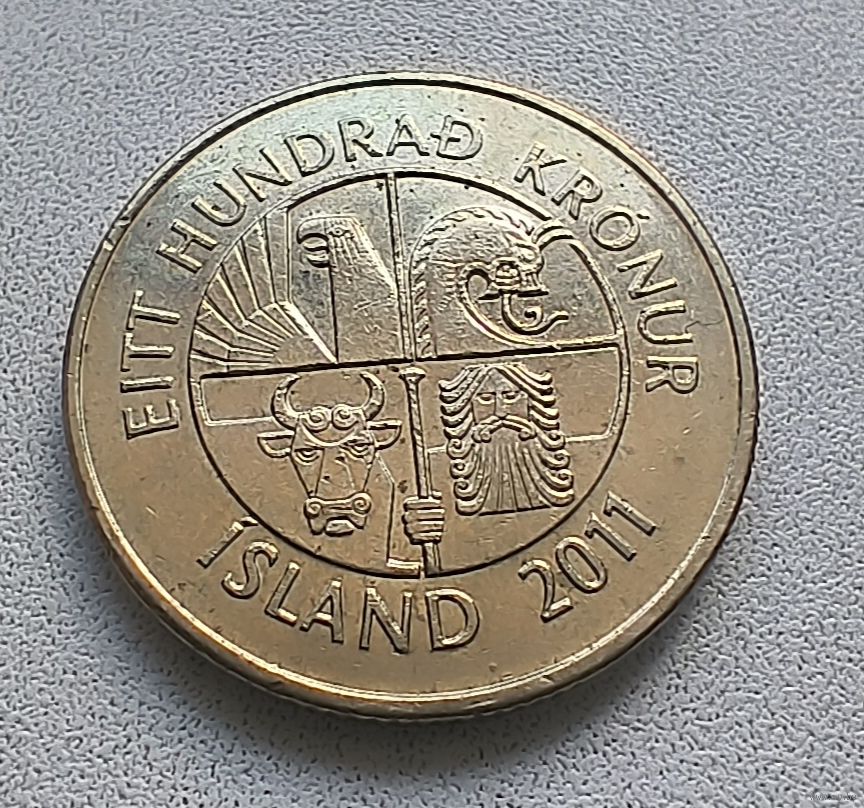 EITT HUNDRAÐ KRÓNUR
ÍSLAND 2011